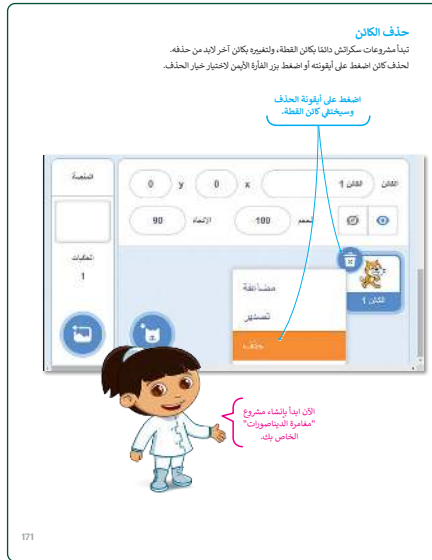 حذف الكائن
تبدأ مشروعات سكراتش دائمًا بكائن القطة، ولتغييره بكائن آخر لابد من حذفه.
لحذف كائن اضغط على أيقونته أو اضغط بزر الفأرة الأيمن لاختيار خيار الحذف.
اضغط على أيقونة الحذف
وسيختفي كائن القطة.
الكائن الكائن 1 x 0 y 0
الحجم 100 الإتجاه 90
المنصة
الخلفيات
1
الكائن 1
مضاعفة
تصدير
حذف
الآن ابدأ بإنشاء مشروع
"مغامرة الديناصورات"
الخاص بك.
171